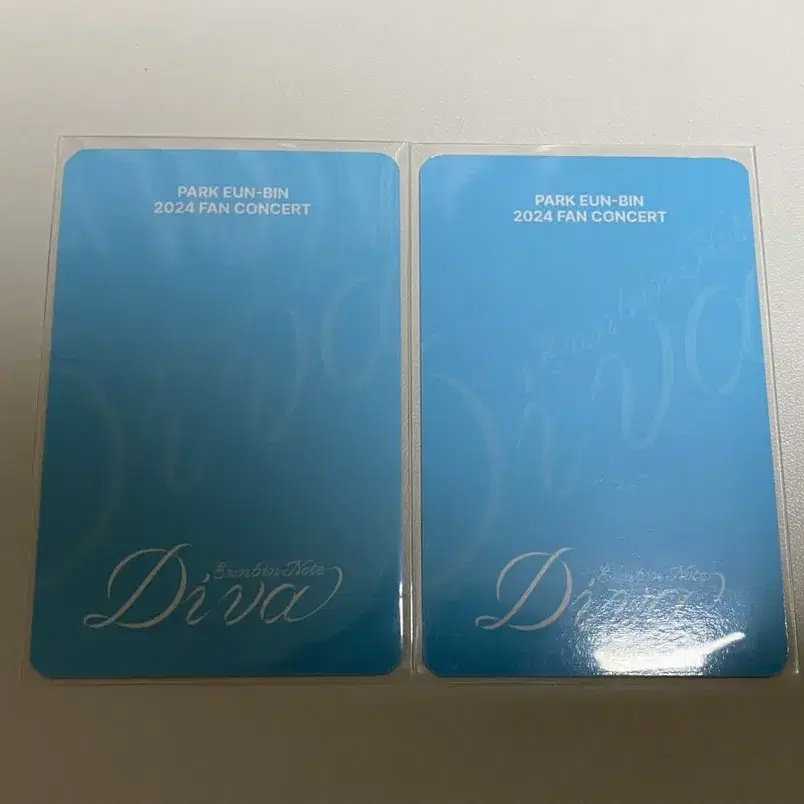 PARK EUN-BIN
2024 FAN CONCERT
Eunbin Note
Diva
PARK EUN-BIN
2024 FAN CONCERT
Eunbin Note
Diva